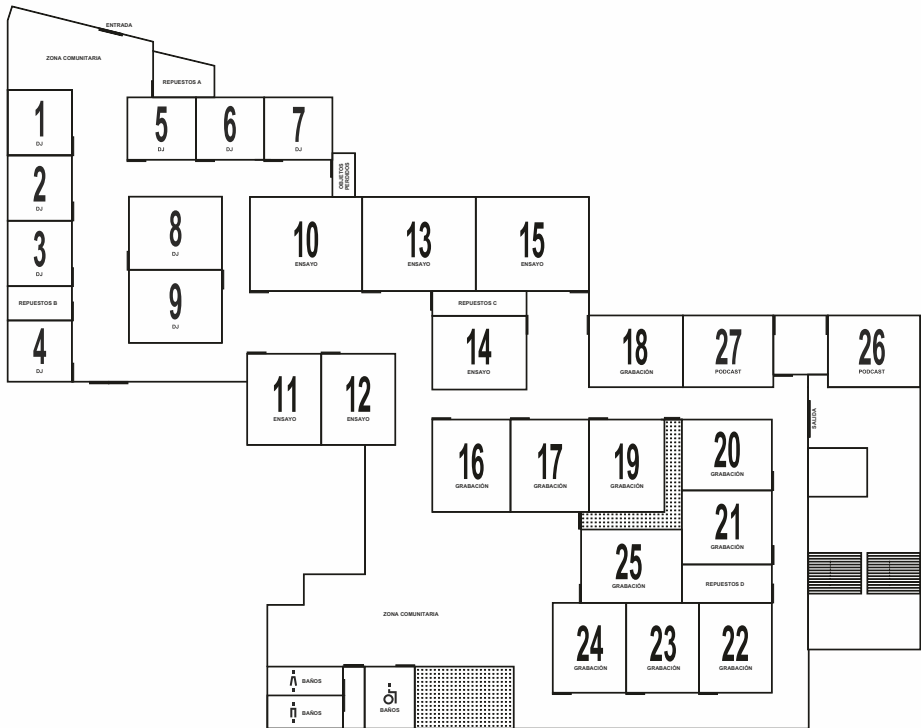 ENTRADA
ZONA COMUNITARIA
REPUESTOS A
1
DJ
2
DJ
3
DJ
REPUESTOS B
4
DJ
5
DJ
6
DJ
7
DJ
OBJETOS
PERDIDOS
8
DJ
9
DJ
10
ENSAYO
13
ENSAYO
15
ENSAYO
REPUESTOS C
14
ENSAYO
11
ENSAYO
12
ENSAYO
18
GRABACIÓN
27
PODCAST
26
PODCAST
SALIDA
16
GRABACIÓN
17
GRABACIÓN
19
GRABACIÓN
20
GRABACIÓN
21
GRABACIÓN
25
GRABACIÓN
REPUESTOS D
24
GRABACIÓN
23
GRABACIÓN
22
GRABACIÓN
ZONA COMUNITARIA
BAÑOS
BAÑOS
BAÑOS